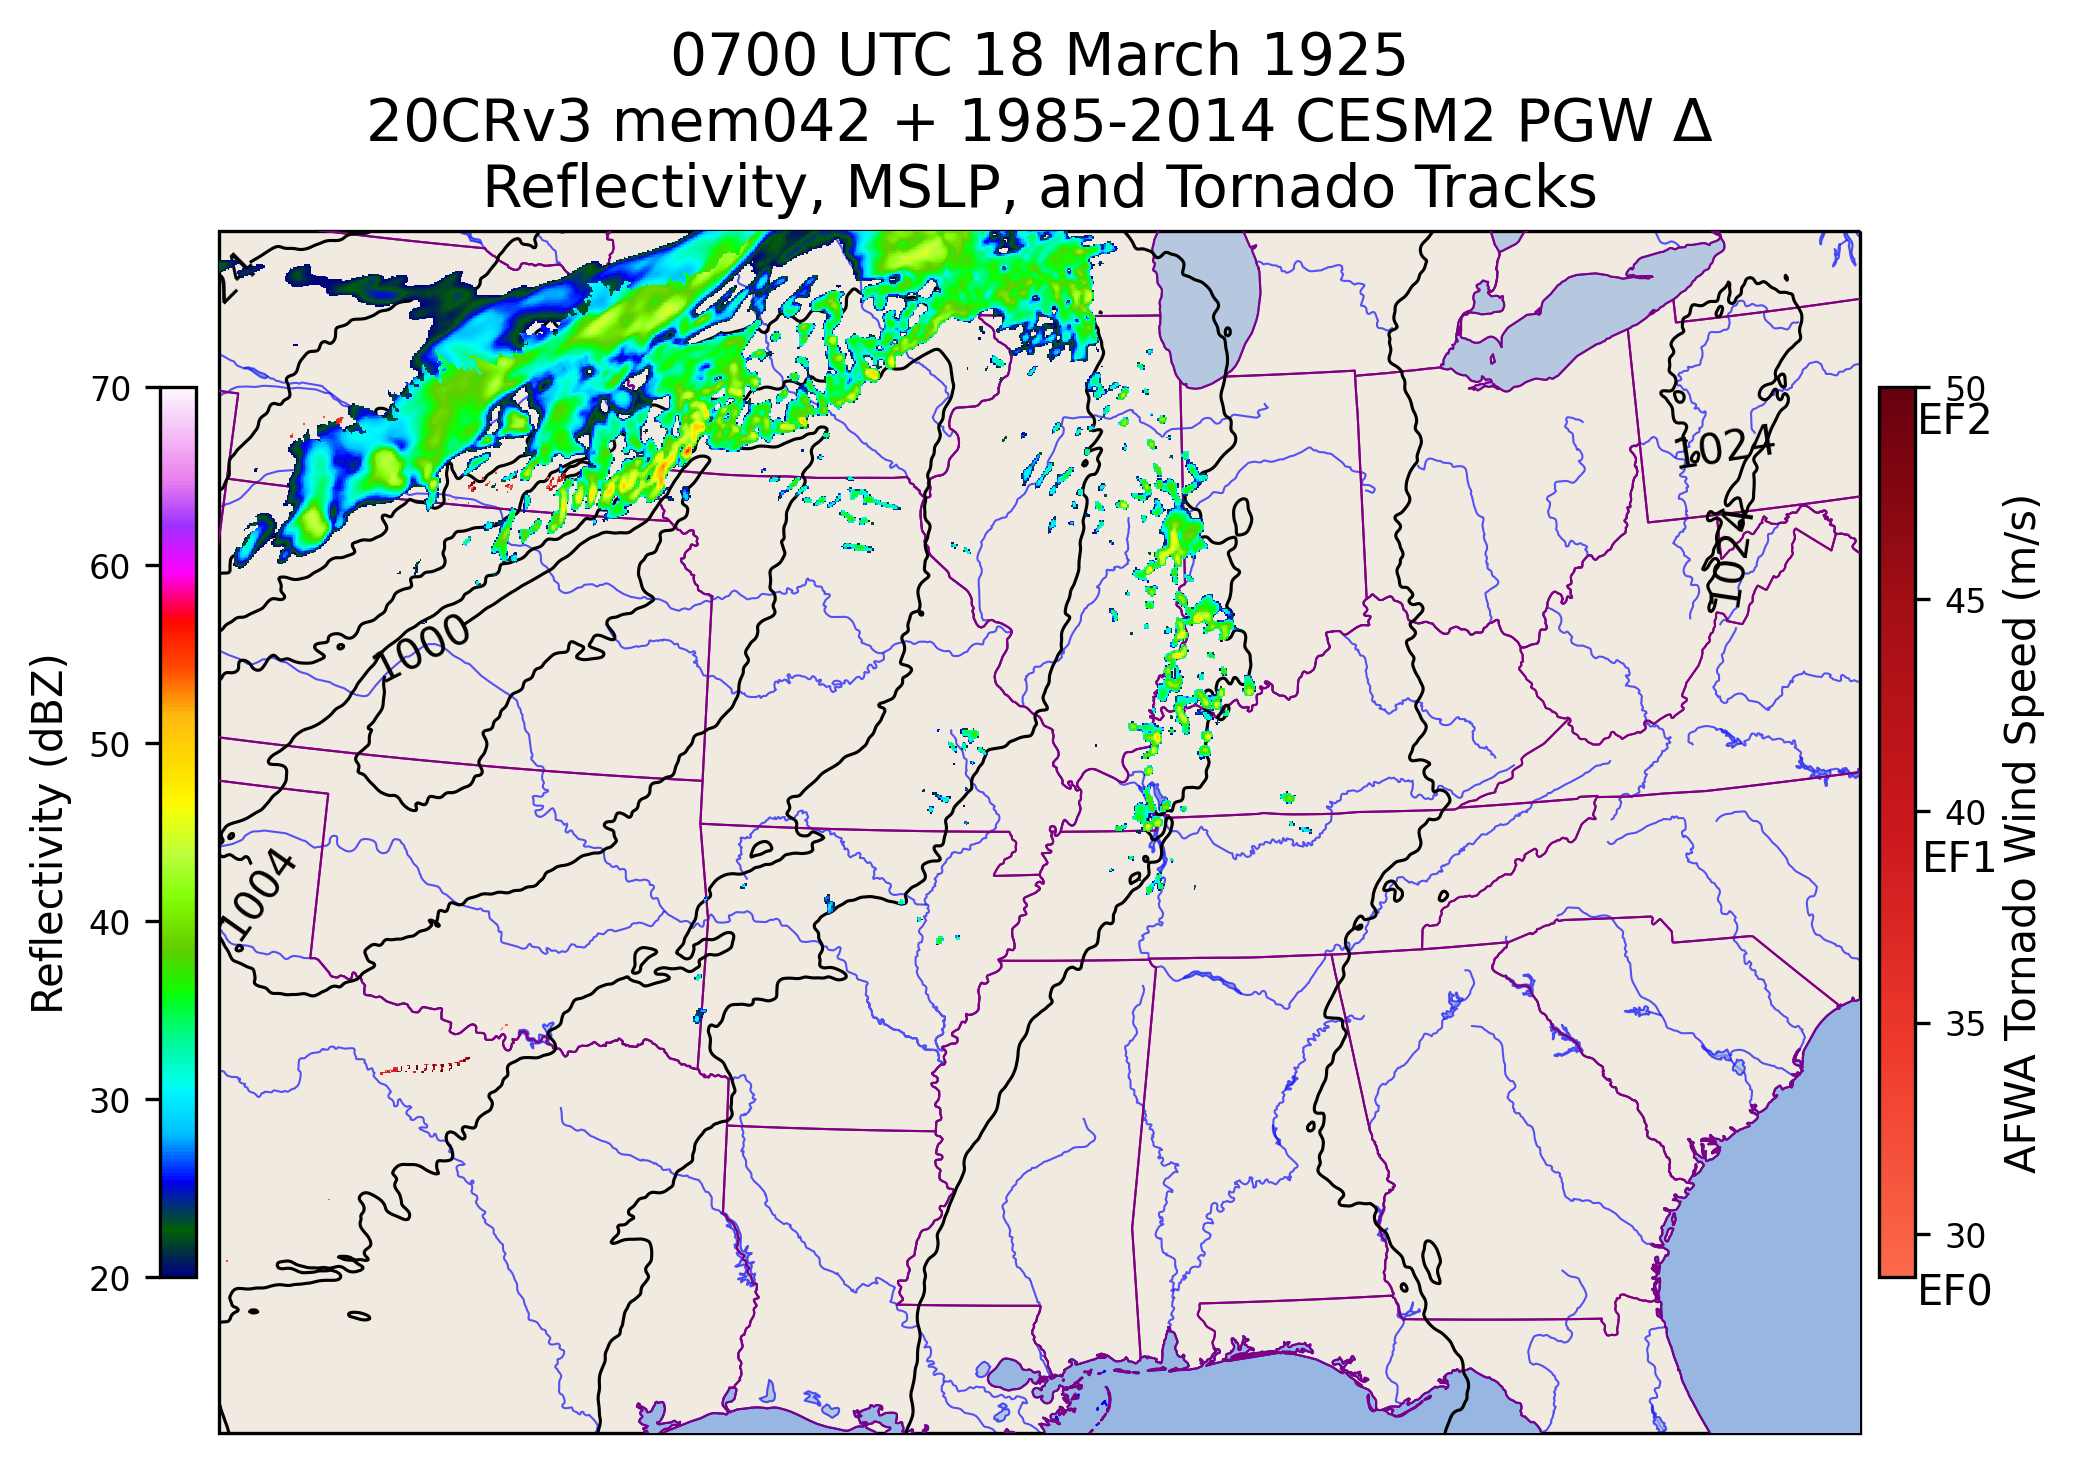 0700 UTC 18 March 1925
20CRv3 mem042 + 1985-2014 CESM2 PGW Δ
Reflectivity, MSLP, and Tornado Tracks
70
60
50
40
30
20
Reflectivity (dBZ)
1000
1004
1024
1024
50
EF2
45
40
EF1
35
30
EF0
AFWA Tornado Wind Speed (m/s)